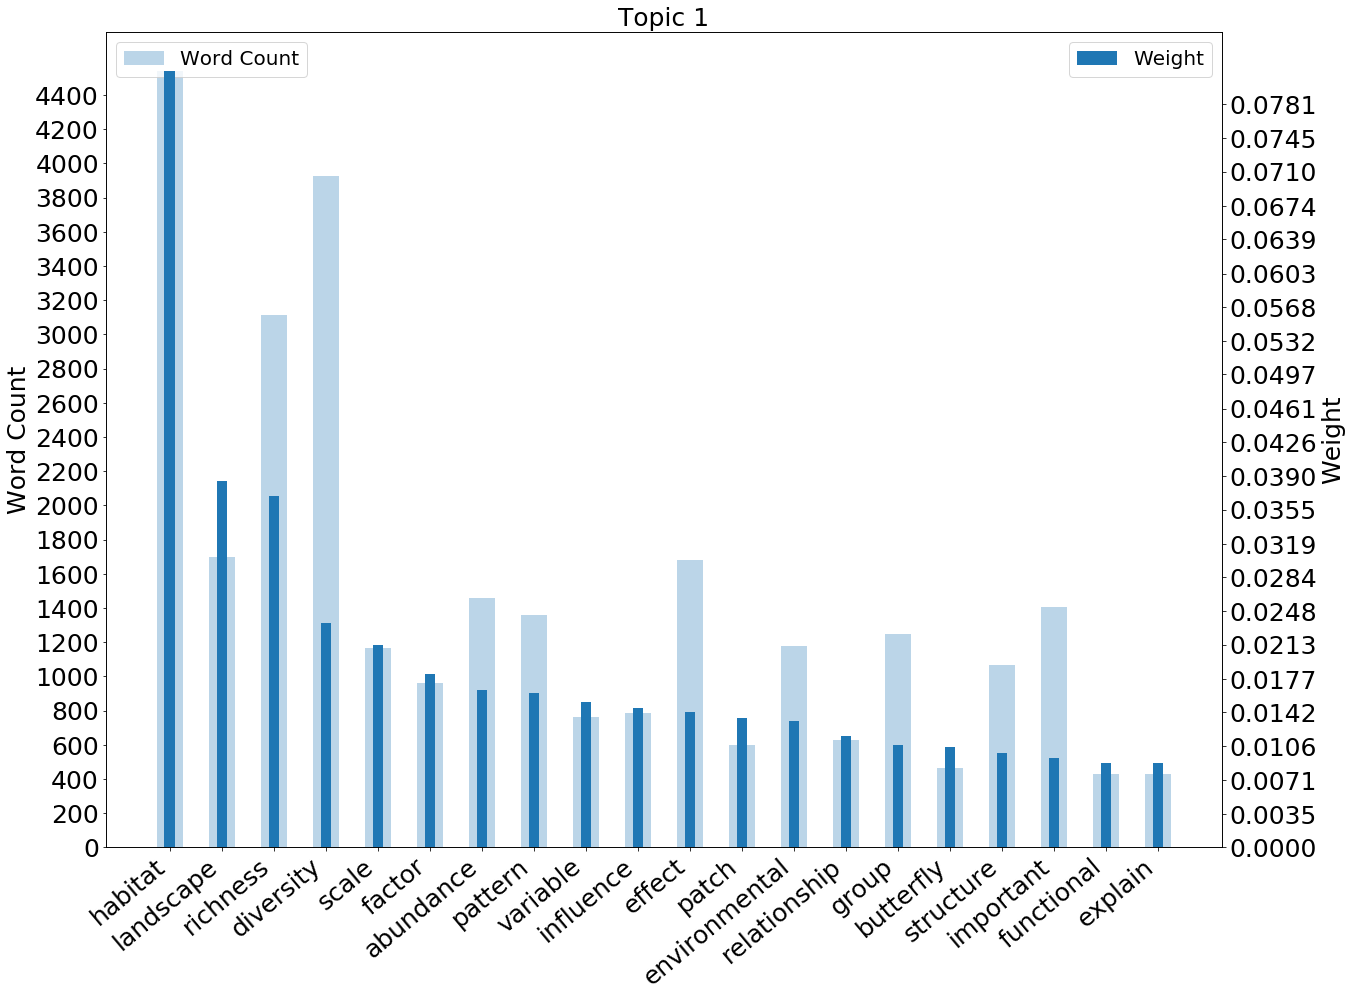 Topic 1
Word Count
Weight
4400
4200
4000
3800
3600
3400
3200
3000
2800
2600
2400
2200
2000
1800
1600
1400
1200
1000
800
600
400
200
0
Word Count
0.0781
0.0745
0.0710
0.0674
0.0639
0.0603
0.0568
0.0532
0.0497
0.0461
0.0426
0.0390
0.0355
0.0319
0.0284
0.0248
0.0213
0.0177
0.0142
0.0106
0.0071
0.0035
0.0000
Weight
habitat
landscape
richness
diversity
scale
factor
abundance
pattern
variable
influence
effect
patch
environmental
relationship
group
butterfly
structure
important
functional
explain